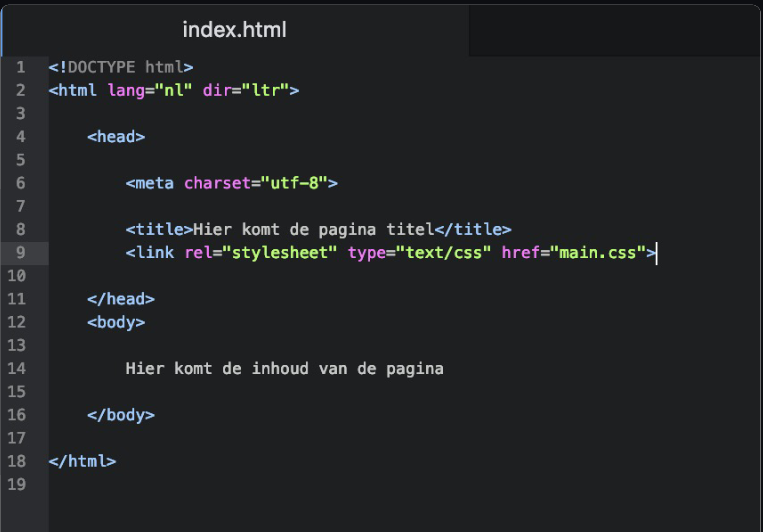 index.html
1 <!DOCTYPE html>
2 <html lang="nl" dir="ltr">
3
4 <head>
5
6 <meta charset="utf-8">
7
8 <title>Hier komt de pagina titel</title>
9 <link rel="stylesheet" type="text/css" href="main.css">
10
11 </head>
12 <body>
13
14 Hier komt de inhoud van de pagina
15
16 </body>
17
18 </html>
19